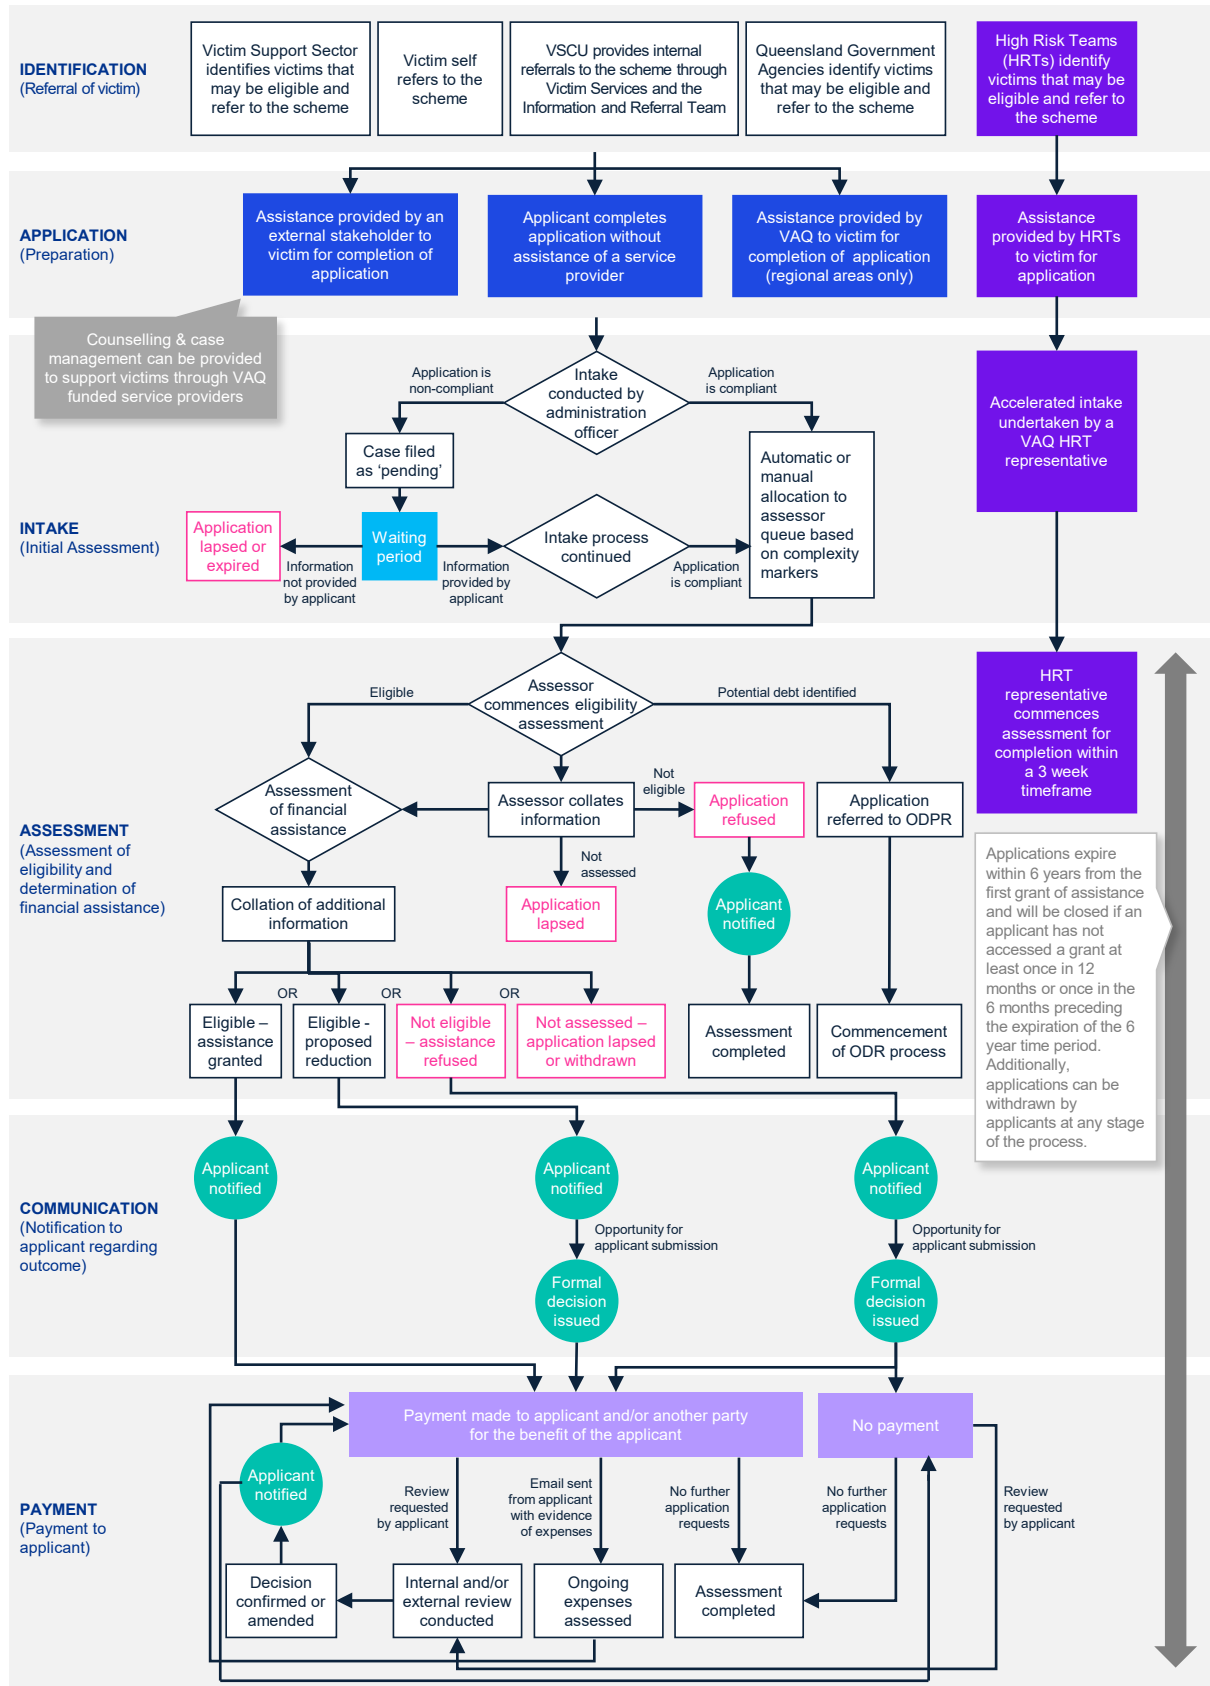 IDENTIFICATION
(Referral of victim)
Victim Support Sector
identifies victims that
may be eligible and
refer to the scheme
Victim self
refers to the
scheme
VSCU provides internal
referrals to the scheme through
Victim Services and the
Information and Referral Team
Queensland Government
Agencies identify victims
that may be eligible and
refer to the scheme
High Risk Teams
(HRTs) identify
victims that may be
eligible and refer to
the scheme
APPLICATION
(Preparation)
Assistance provided by an
external stakeholder to
victim for completion of
application
Applicant completes
application without
assistance of a service
provider
Assistance provided by
VAQ to victim for
completion of application
(regional areas only)
Assistance
provided by HRTs
to victim for
application
Counselling & case
management can be provided
to support victims through VAQ
funded service providers
INTAKE
(Initial Assessment)
Application is
non-compliant
Intake
conducted by
administration
officer
Application
is compliant
Case filed
as ‘pending’
Automatic or
manual
allocation to
assessor
queue based
on complexity
markers
Accelerated intake
undertaken by a
VAQ HRT
representative
Application
lapsed or
expired
Information
not provided
by applicant
Waiting
period
Information
provided by
applicant
Intake process
continued
Application
is compliant
ASSESSMENT
(Assessment of
eligibility and
determination of
financial assistance)
Eligible
Assessor
commences eligibility
assessment
Potential debt identified
HRT
representative
commences
assessment for
completion within
a 3 week
timeframe
Assessment
of financial
assistance
Assessor collates
information
Not
eligible
Application
refused
Application
referred to ODPR
Not
assessed
Collation of additional
information
Application
lapsed
Applicant
notified
OR
OR
OR
Eligible –
assistance
granted
Eligible -
proposed
reduction
Not eligible
– assistance
refused
Not assessed –
application lapsed
or withdrawn
Assessment
completed
Commencement
of ODR process
Applications expire
within 6 years from the
first grant of assistance
and will be closed if an
applicant has not
accessed a grant at
least once in 12
months or once in the
6 months preceding
the expiration of the 6
year time period.
Additionally,
applications can be
withdrawn by
applicants at any stage
of the process.
COMMUNICATION
(Notification to
applicant regarding
outcome)
Applicant
notified
Applicant
notified
Applicant
notified
Opportunity for
applicant submission
Opportunity for
applicant submission
Formal
decision
issued
Formal
decision
issued
PAYMENT
(Payment to
applicant)
Payment made to applicant and/or another party
for the benefit of the applicant
No payment
Applicant
notified
Review
requested
by applicant
Email sent
from applicant
with evidence
of expenses
No further
application
requests
No further
application
requests
Review
requested
by applicant
Decision
confirmed or
amended
Internal and/or
external review
conducted
Ongoing
expenses
assessed
Assessment
completed